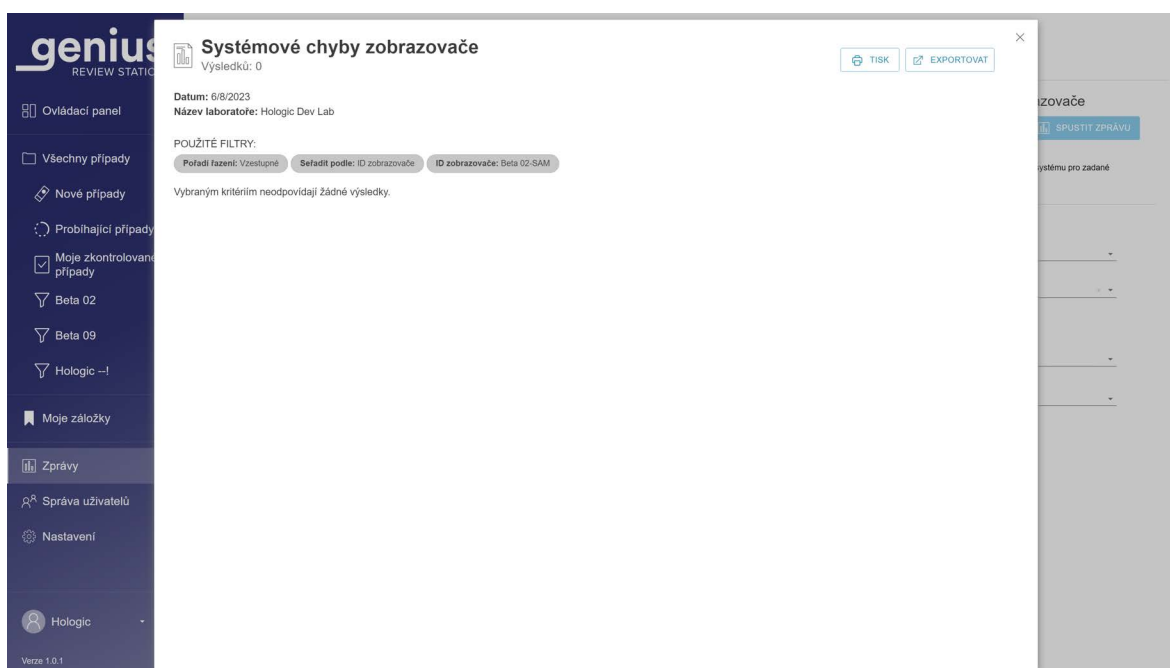 genius
REVIEW STATIO
Ovládací panel
Všechny případy
Nové případy
Probíhající případy
Moje zkontrolované
případy
Beta 02
Beta 09
Hologic --!
Moje záložky
Zprávy
Správa uživatelů
Nastavení
Hologic
Verze 1.0.1
Systémové chyby zobrazovače
Výsledků: 0
TISK
EXPORTOVAT
Datum: 6/8/2023
Název laboratoře: Hologic Dev Lab
POUŽITÉ FILTRY:
Pořadí řazení: Vzestupné
Seřadit podle: ID zobrazovače
ID zobrazovače: Beta 02-SAM
Vybraným kritériím neodpovídají žádné výsledky.
izovače
SPUSTIT ZPRÁVU
systému pro zadané